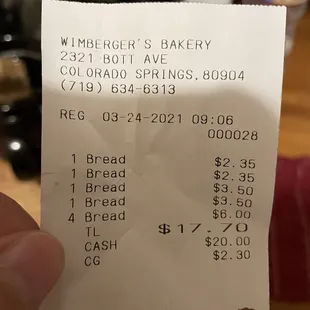 WIMBERGER'S BAKERY
2321 BOTT AVE
COLORADO SPRINGS, 80904
(719) 634-6313
REG 03-24-2021 09:06
000028
1 Bread $2.35
1 Bread $2.35
1 Bread $3.50
1 Bread $3.50
4 Bread $6.00
TL $17.70
CASH $20.00
CG $2.30